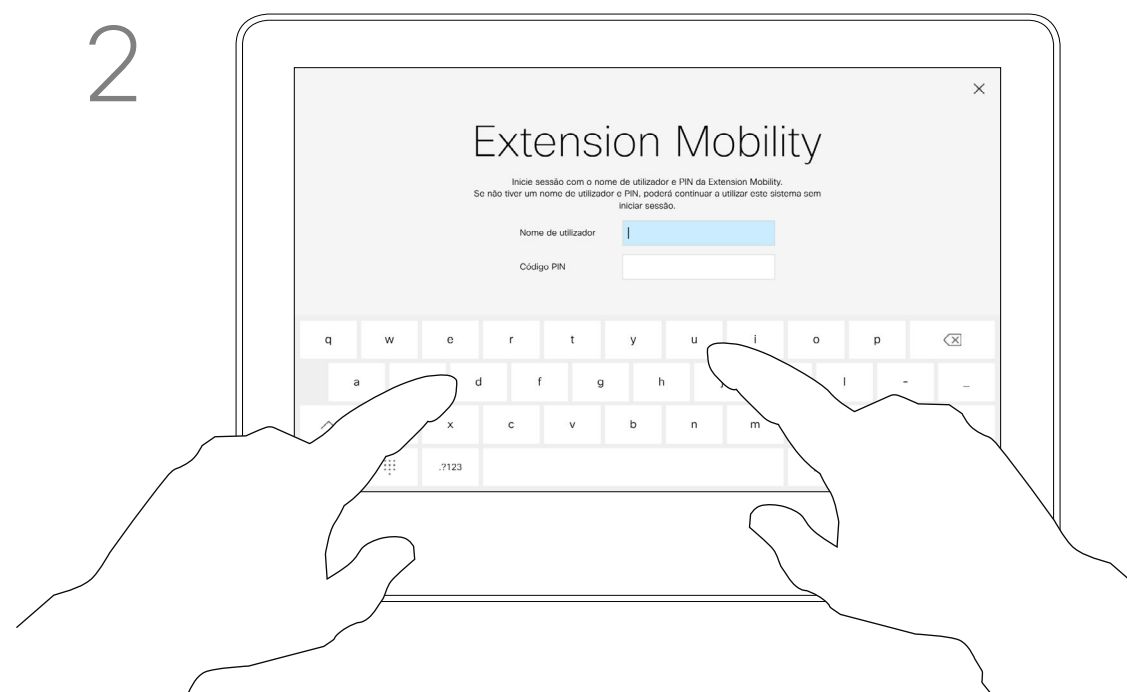 2
Extension Mobility
Inicie sessão com o nome de utilizador e PIN da Extension Mobility.
Se não tiver um nome de utilizador e PIN, poderá continuar a utilizar este sistema sem
iniciar sessão.
Nome de utilizador
Código PIN
q w e r t y u i o p
a d f g h j l - _
x c v b n m
.?123